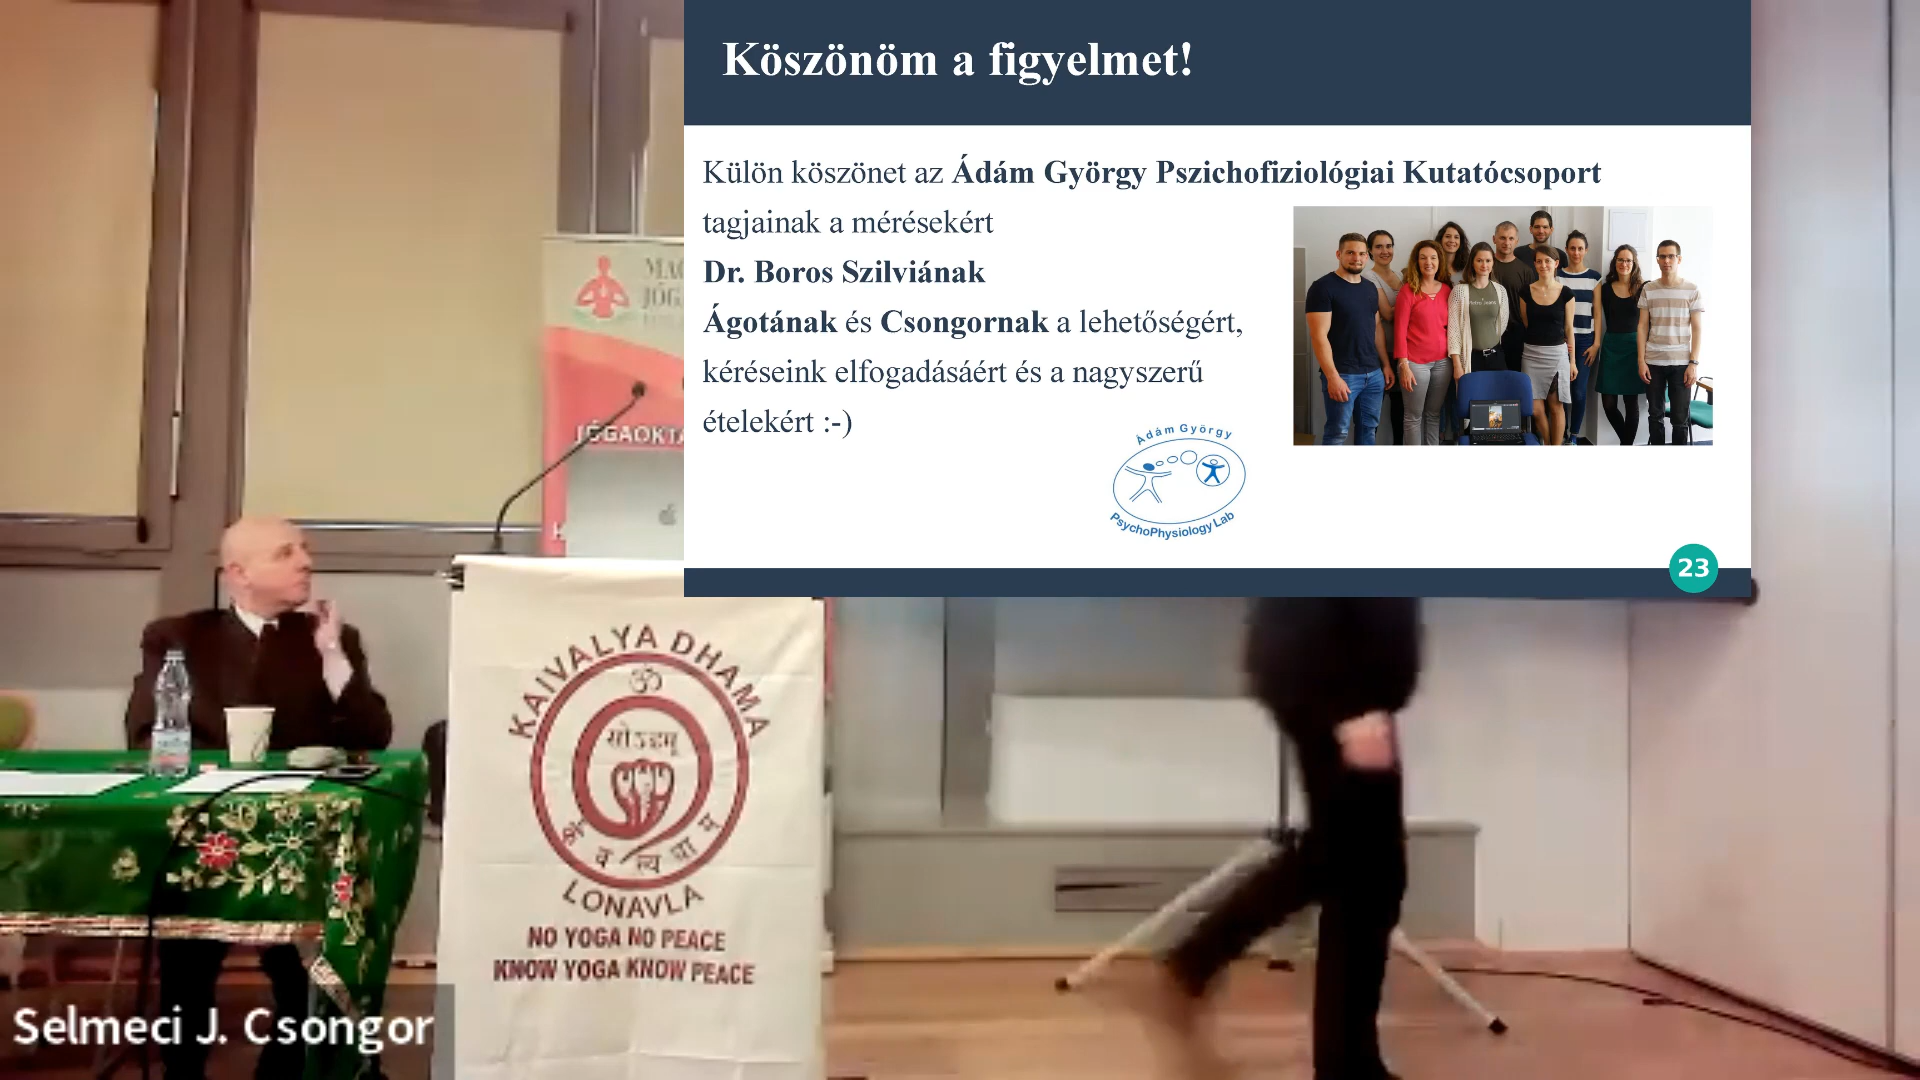 Köszönöm a figyelmet!
Külön köszönet az Ádám György Pszichofiziológiai Kutatócsoport
tagjainak a mérésekért
Dr. Boros Szilviának
Ágotának és Csongornak a lehetőségért,
kéréseink elfogadásáért és a nagyszerű
ételekért :-)
Ádám György
PsychoPhysiology Lab
23
KAIVALYA DHAMA
ॐ
LONAVLA
NO YOGA NO PEACE
KNOW YOGA KNOW PEACE
Selmeci J. Csongor